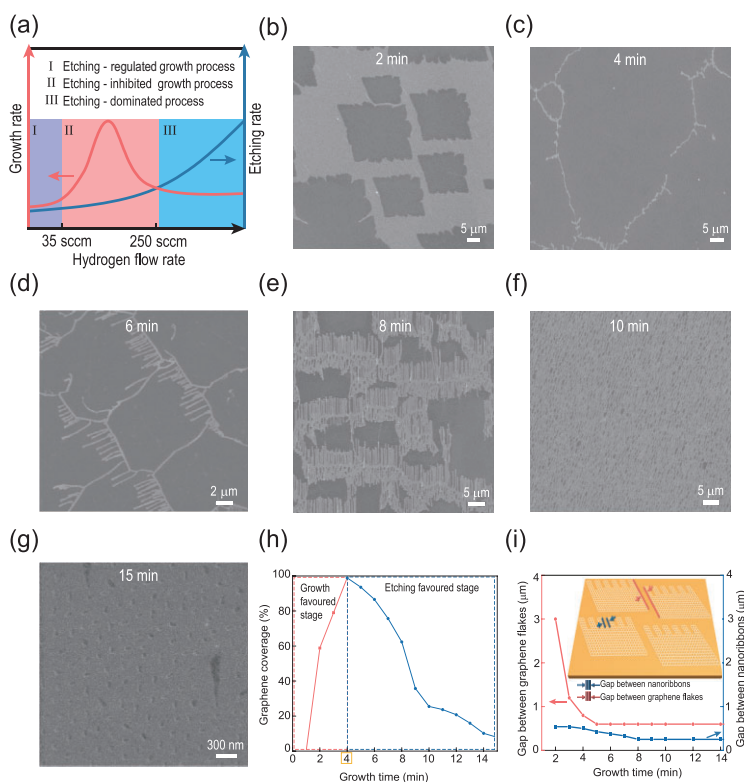 (a)
I Etching - regulated growth process
II Etching - inhibited growth process
III Etching - dominated process
I
II
III
Growth rate
Etching rate
35 sccm
250 sccm
Hydrogen flow rate
(b)
2 min
5 μm
(c)
4 min
5 μm
(d)
6 min
2 μm
(e)
8 min
5 μm
(f)
10 min
5 μm
(g)
15 min
300 nm
(h)
Growth
favoured
stage
Etching favoured stage
Graphene coverage (%)
100
80
60
40
20
0
0 2 4 6 8 10 12 14
Growth time (min)
(i)
Gap between graphene flakes (μm)
4
3
2
1
0
Gap between nanoribbons (μm)
4
3
2
1
0
Gap between nanoribbons
Gap between graphene flakes
2 4 6 8 10 12 14
Growth time (min)